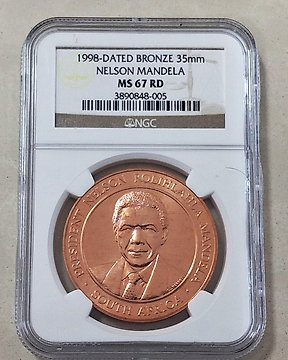 1998-DATED BRONZE 35mm
NELSON MANDELA
MS 67 RD
3890848-005
NGC
PRESIDENT NELSON ROLIHLAHLA MANDELA
SOUTH AFRICA